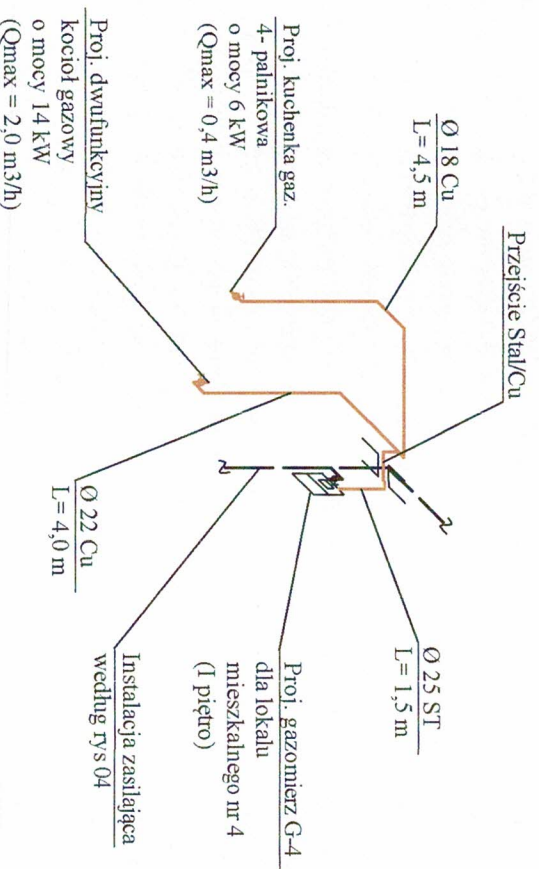 Przejście Stal/Cu
Ø 18 Cu
L= 4,5 m
Ø 25 ST
L= 1,5 m
Proj. kuchenka gaz.
4- palnikowa
o mocy 6 kW
(Qmax = 0,4 m3/h)
Proj. gazomierz G-4
dla lokalu
mieszkalnego nr 4
(I piętro)
Proj. dwufunkcyjny
kocioł gazowy
o mocy 14 kW
(Qmax = 2,0 m3/h)
Ø 22 Cu
L= 4,0 m
Instalacja zasilająca
według rys 04